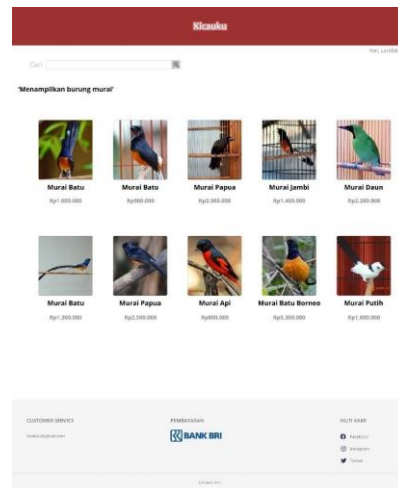 Kicauku
Hai, Landak
Cari
'Menampilkan burung murai'
Murai Batu
Murai Batu
Murai Papua
Murai Jambi
Murai Daun
Rp1.000.000
Rp900.000
Rp2.000.000
Rp1.400.000
Rp2.200.000
Murai Batu
Murai Papua
Murai Api
Murai Batu Borneo
Murai Putih
Rp1.300.000
Rp2.500.000
Rp800.000
Rp5.300.000
Rp1.800.000
CUSTOMER SERVICE
PEMBAYARAN
IKUTI KAMI
BANK BRI
Facebook
Instagram
Twitter